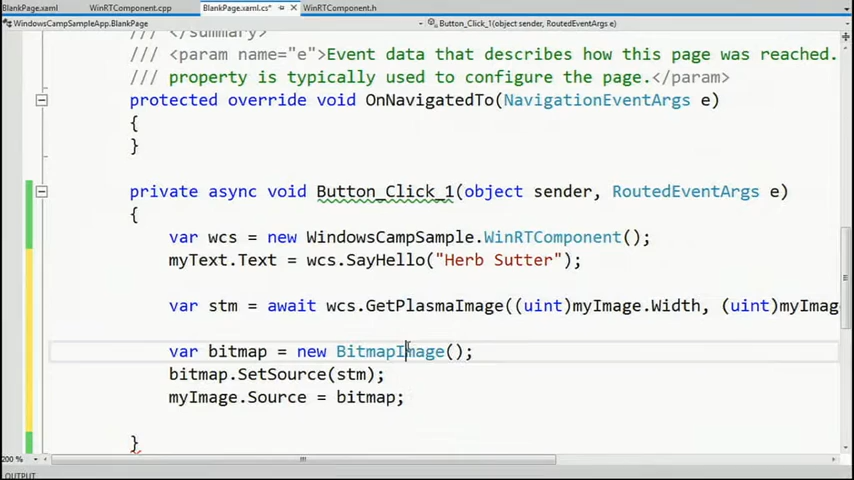 BlankPage.xaml WinRTComponent.cpp BlankPage.xaml.cs* WinRTComponent.h
WindowsCampSampleApp.BlankPage Button_Click_1(object sender, RoutedEventArgs e)
/// </summary>
/// <param name="e">Event data that describes how this page was reached.
/// property is typically used to configure the page.</param>
protected override void OnNavigatedTo(NavigationEventArgs e)
{
}
private async void Button_Click_1(object sender, RoutedEventArgs e)
{
var wcs = new WindowsCampSample.WinRTComponent();
myText.Text = wcs.SayHello("Herb Sutter");
var stm = await wcs.GetPlasmaImage((uint)myImage.Width, (uint)myImag
var bitmap = new BitmapImage();
bitmap.SetSource(stm);
myImage.Source = bitmap;
}
200 %
OUTPUT